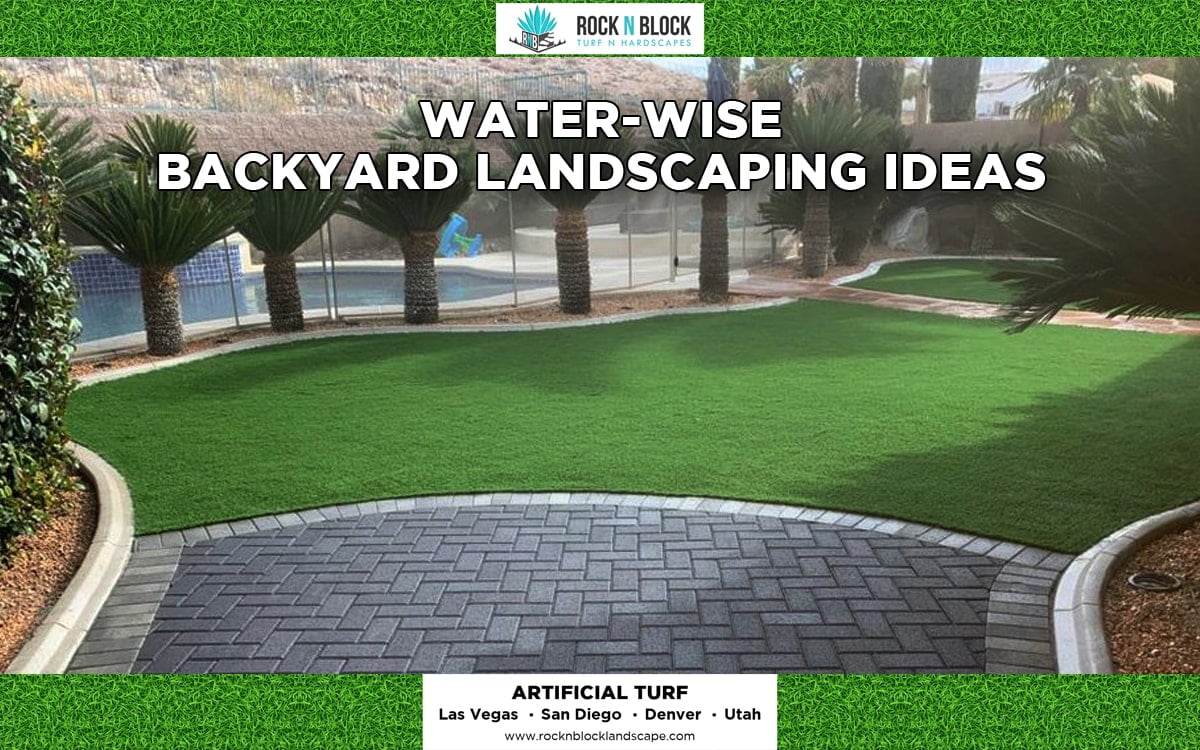 RNB
ROCK N BLOCK
TURF N HARDSCAPES
WATER-WISE
BACKYARD LANDSCAPING IDEAS
ARTIFICIAL TURF
Las Vegas • San Diego • Denver • Utah
www.rocknblocklandscape.com